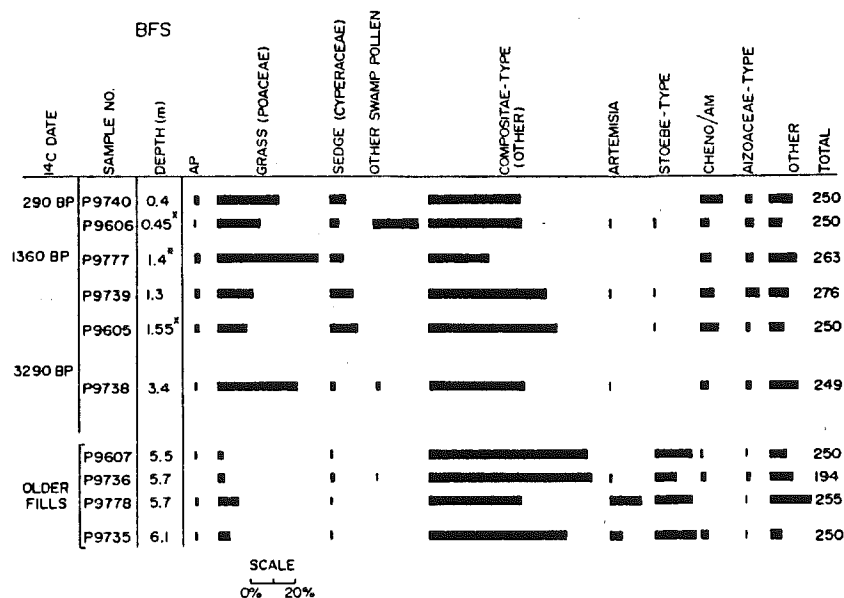 BFS
14C DATE
SAMPLE NO.
DEPTH (m)
AP
GRASS (POACEAE)
SEDGE (CYPERACEAE)
OTHER SWAMP POLLEN
COMPOSITAE-TYPE
(OTHER)
ARTEMISIA
STOEBE-TYPE
CHENO/AM
AIZOACEAE-TYPE
OTHER
TOTAL
290 BP P9740 0.4 250
P9606 0.45x 250
1360 BP P9777 1.4x 263
P9739 1.3 276
P9605 1.55x 250
3290 BP P9738 3.4 249
P9607 5.5 250
P9736 5.7 194
OLDER
FILLS
P9778 5.7 255
P9735 6.1 250
SCALE
0% 20%